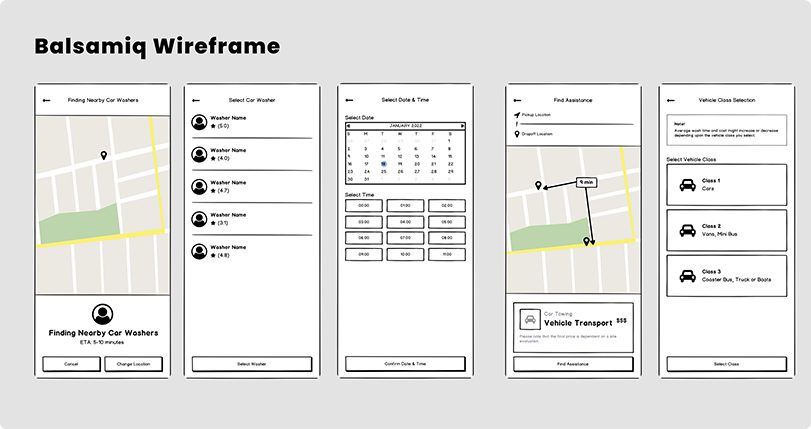 Balsamiq Wireframe
Finding Nearby Car Washers
Finding Nearby Car Washers
ETA: 5-10 minutes
Cancel
Change Location
Select Car Washer
Washer Name
(5.0)
Washer Name
(4.0)
Washer Name
(4.7)
Washer Name
(3.1)
Washer Name
(4.8)
Select Washer
Select Date & Time
Select Date
JANUARY 2022
S M T W T F S
1
2 3 4 5 6 7 8
9 10 11 12 13 14 15
16 17 18 19 20 21 22
23 24 25 26 27 28 29
30 31
Select Time
00:00 01:00 02:00
03:00 04:00 05:00
06:00 07:00 08:00
09:00 10:00 11:00
Confirm Date & Time
Find Assistance
Pickup Location
Dropoff Location
9 min
Car Towing
Vehicle Transport $$$
Please note that the final price is dependent on a site
evaluation
Find Assistance
Vehicle Class Selection
Note!
Average wash time and cost might increase or decrease
depending upon the vehicle class you select.
Select Vehicle Class
Class 1
Cars
Class 2
Vans, Mini Bus
Class 3
Coaster Bus, Truck or Boats
Select Class